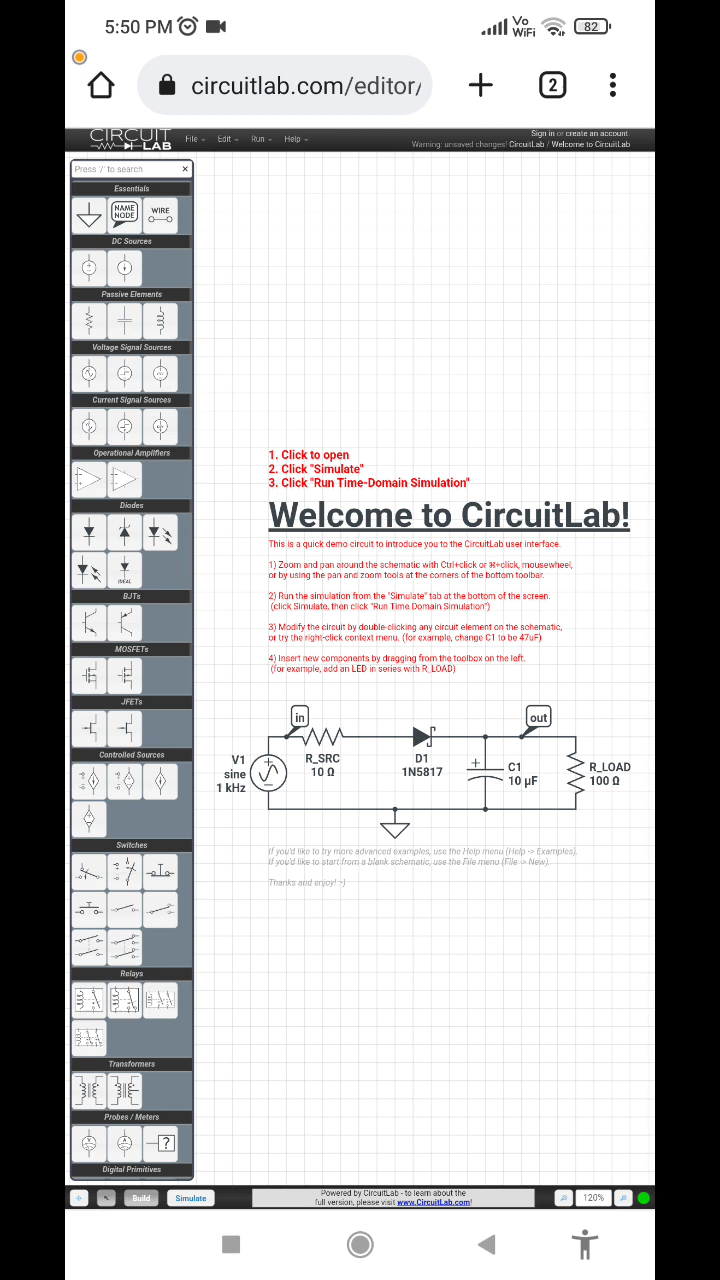 5:50 PM
Vo
WiFi
82
circuitlab.com/editor/
2
CIRCUIT
LAB
File
Edit
Run
Help
Sign in or create an account
Warning: unsaved changes! CircuitLab / Welcome to CircuitLab
Press '/' to search
×
Essentials
NAME
NODE
WIRE
DC Sources
Passive Elements
Voltage Signal Sources
Current Signal Sources
Operational Amplifiers
Diodes
IDEAL
BJTs
MOSFETs
JFETs
Controlled Sources
Switches
Relays
Transformers
Probes / Meters
V
A
?
Digital Primitives
1. Click to open
2. Click "Simulate"
3. Click "Run Time-Domain Simulation"
Welcome to CircuitLab!
This is a quick demo circuit to introduce you to the CircuitLab user interface.
1) Zoom and pan around the schematic with Ctrl+click or ⌘+click, mousewheel,
or by using the pan and zoom tools at the corners of the bottom toolbar.
2) Run the simulation from the "Simulate" tab at the bottom of the screen.
(click Simulate, then click "Run Time Domain Simulation")
3) Modify the circuit by double-clicking any circuit element on the schematic,
or try the right-click context menu. (for example, change C1 to be 47uF)
4) Insert new components by dragging from the toolbox on the left.
(for example, add an LED in series with R_LOAD)
in
out
V1
sine
1 kHz
R_SRC
10 Ω
D1
1N5817
C1
10 µF
R_LOAD
100 Ω
If you'd like to try more advanced examples, use the Help menu (Help -> Examples).
If you'd like to start from a blank schematic, use the File menu (File -> New).
Thanks and enjoy! :-)
Build
Simulate
Powered by CircuitLab - to learn about the
full version, please visit www.CircuitLab.com!
120%